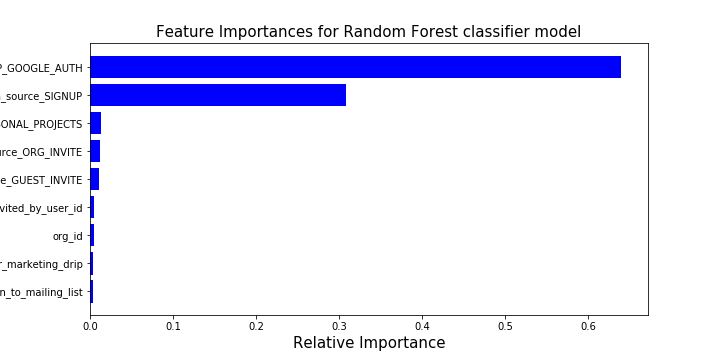 Feature Importances for Random Forest classifier model
P_GOOGLE_AUTH
_source_SIGNUP
ONAL_PROJECTS
rce_ORG_INVITE
e_GUEST_INVITE
vited_by_user_id
org_id
r_marketing_drip
n_to_mailing_list
0.0 0.1 0.2 0.3 0.4 0.5 0.6
Relative Importance